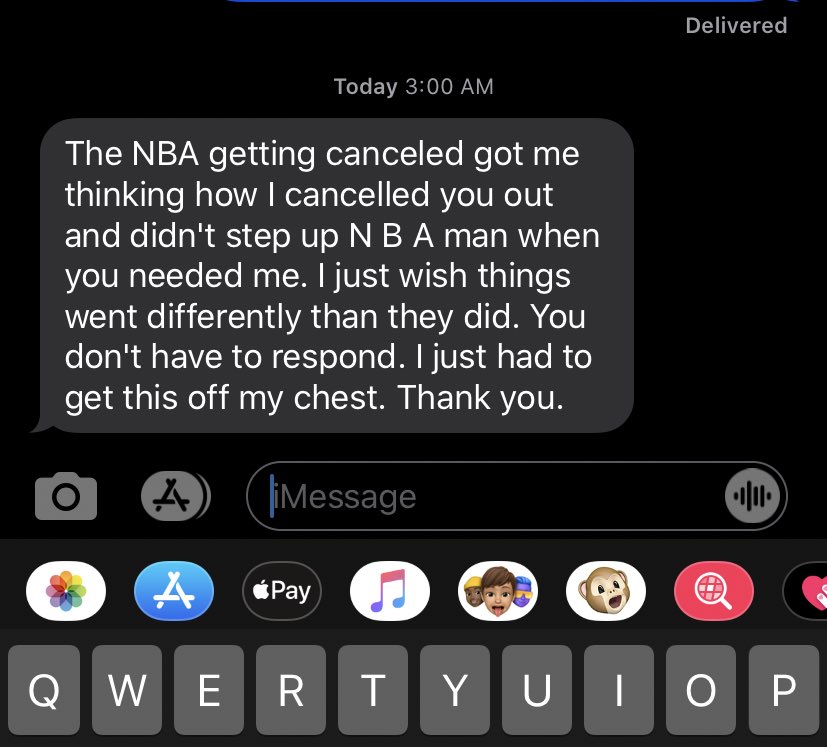 Delivered
Today 3:00 AM
The NBA getting canceled got me
thinking how I cancelled you out
and didn't step up N B A man when
you needed me. I just wish things
went differently than they did. You
don't have to respond. I just had to
get this off my chest. Thank you.
iMessage
Pay
Q W E R T Y U I O P